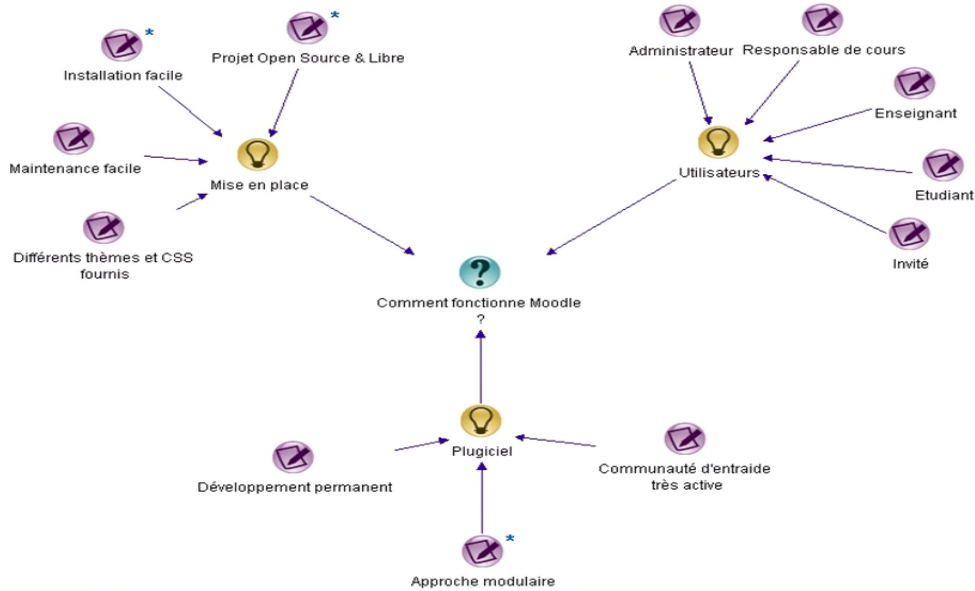 *
*
Installation facile
Projet Open Source & Libre
Maintenance facile
Mise en place
Différents thèmes et CSS
fournis
Administrateur
Responsable de cours
Enseignant
Utilisateurs
Etudiant
Invité
Comment fonctionne Moodle
?
Plugiciel
Développement permanent
Communauté d'entraide
très active
*
Approche modulaire